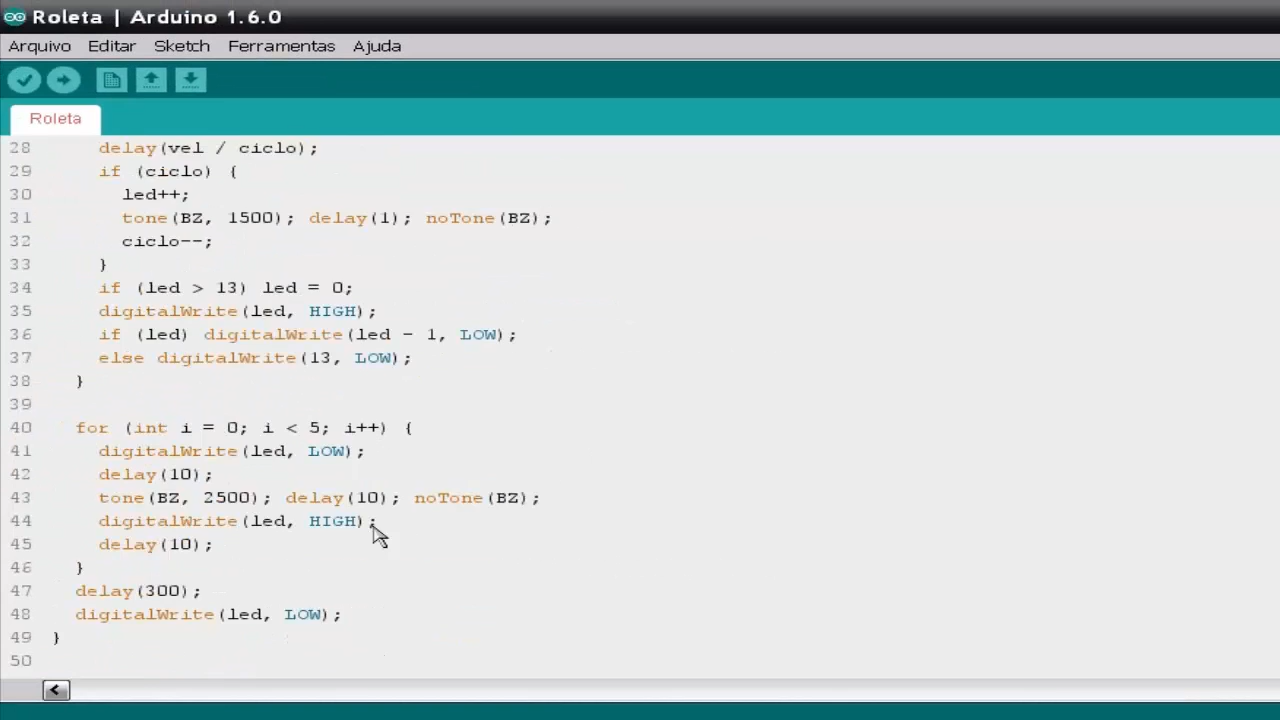 Roleta | Arduino 1.6.0
Arquivo Editar Sketch Ferramentas Ajuda
Roleta
28 delay(vel / ciclo);
29 if (ciclo) {
30 led++;
31 tone(BZ, 1500); delay(1); noTone(BZ);
32 ciclo--;
33 }
34 if (led > 13) led = 0;
35 digitalWrite(led, HIGH);
36 if (led) digitalWrite(led - 1, LOW);
37 else digitalWrite(13, LOW);
38 }
39
40 for (int i = 0; i < 5; i++) {
41 digitalWrite(led, LOW);
42 delay(10);
43 tone(BZ, 2500); delay(10); noTone(BZ);
44 digitalWrite(led, HIGH);
45 delay(10);
46 }
47 delay(300);
48 digitalWrite(led, LOW);
49 }
50